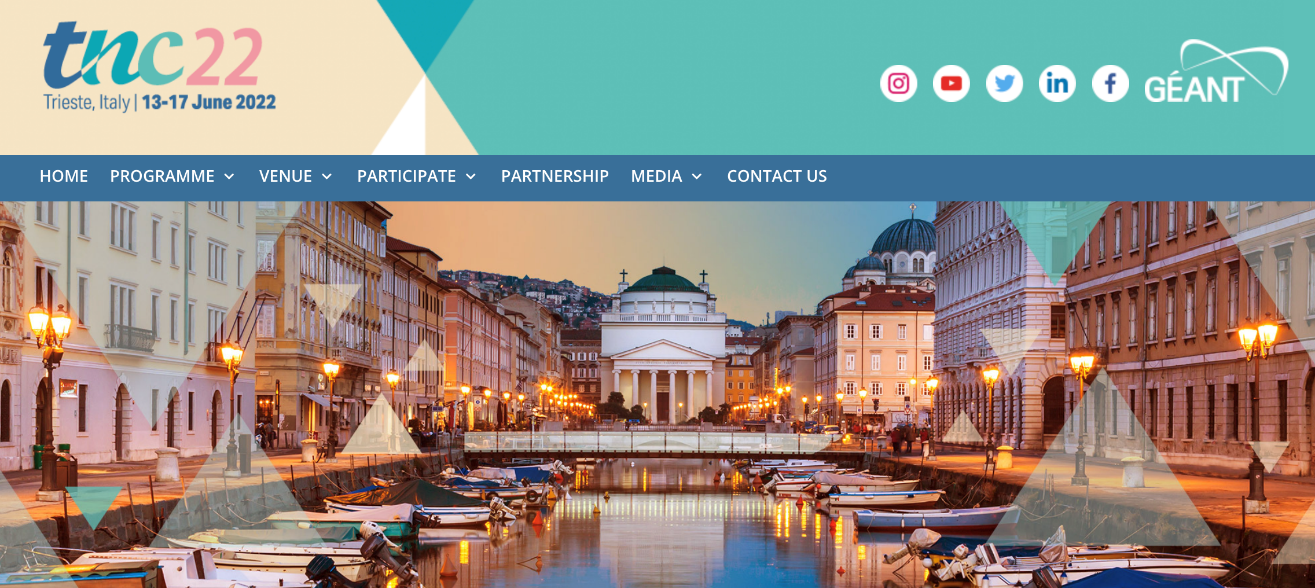 tnc22
Trieste, Italy | 13-17 June 2022
GÉANT
HOME PROGRAMME VENUE PARTICIPATE PARTNERSHIP MEDIA CONTACT US